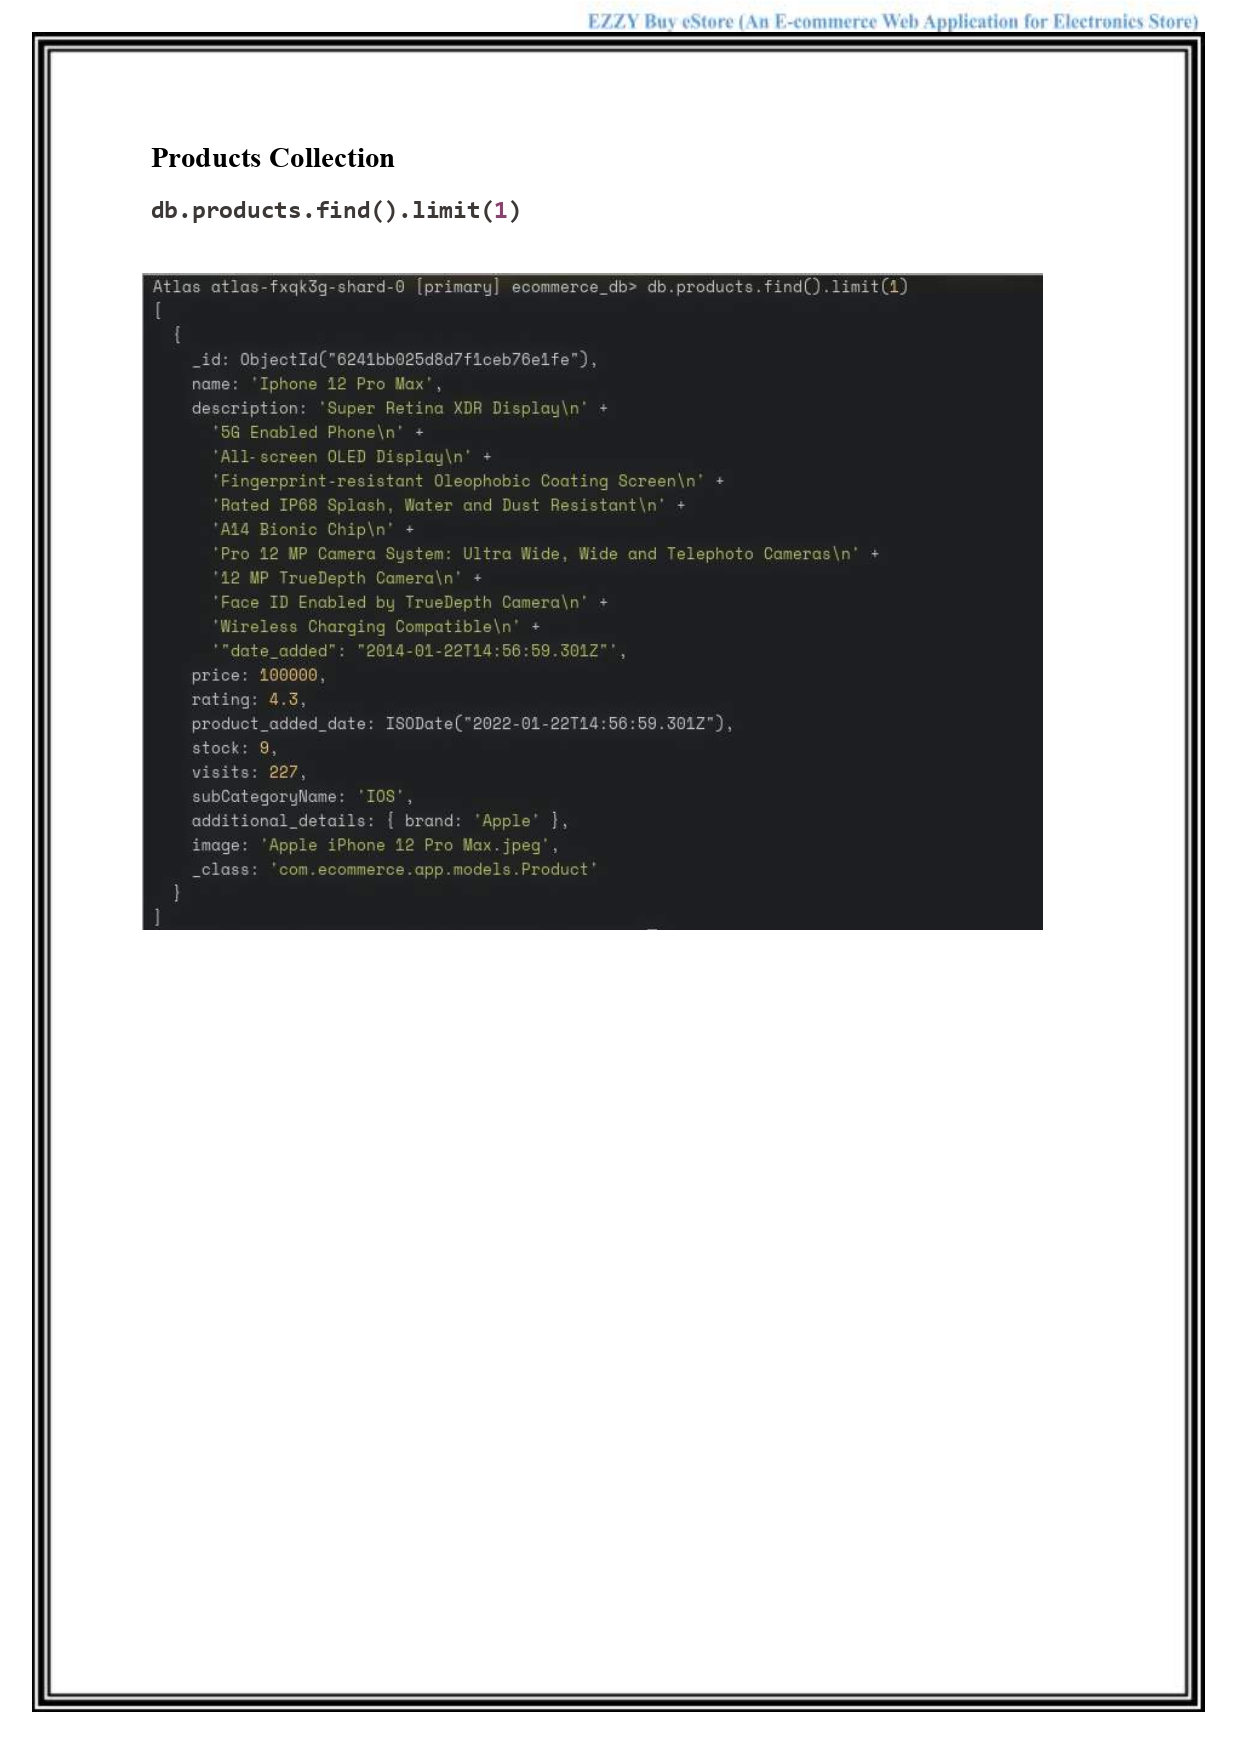 EZZY Buy eStore (An E-commerce Web Application for Electronics Store)
Products Collection
db.products.find().limit(1)
Atlas atlas-fxqk3g-shard-0 [primary] ecommerce_db> db.products.find().limit(1)
[
  {
    _id: ObjectId("6241bb025d8d7f1ceb76e1fe"),
    name: 'Iphone 12 Pro Max',
    description: 'Super Retina XDR Display\n' +
      '5G Enabled Phone\n' +
      'All-screen OLED Display\n' +
      'Fingerprint-resistant Oleophobic Coating Screen\n' +
      'Rated IP68 Splash, Water and Dust Resistant\n' +
      'A14 Bionic Chip\n' +
      'Pro 12 MP Camera System: Ultra Wide, Wide and Telephoto Cameras\n' +
      '12 MP TrueDepth Camera\n' +
      'Face ID Enabled by TrueDepth Camera\n' +
      'Wireless Charging Compatible\n' +
      '"date_added": "2014-01-22T14:56:59.301Z"',
    price: 100000,
    rating: 4.3,
    product_added_date: ISODate("2022-01-22T14:56:59.301Z"),
    stock: 9,
    visits: 227,
    subCategoryName: 'IOS',
    additional_details: { brand: 'Apple' },
    image: 'Apple iPhone 12 Pro Max.jpeg',
    _class: 'com.ecommerce.app.models.Product'
  }
]